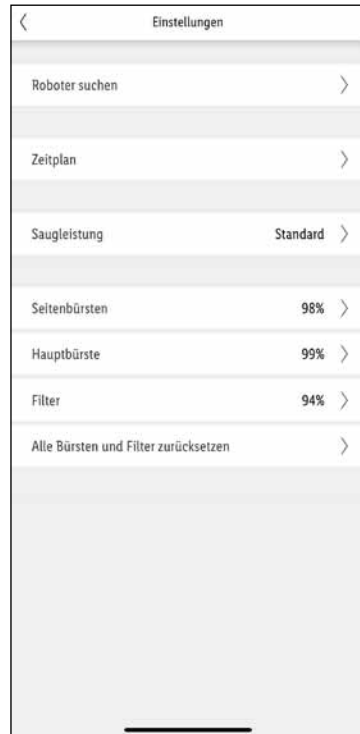 Einstellungen
Roboter suchen
Zeitplan
Saugleistung Standard
Seitenbürsten 98%
Hauptbürste 99%
Filter 94%
Alle Bürsten und Filter zurücksetzen